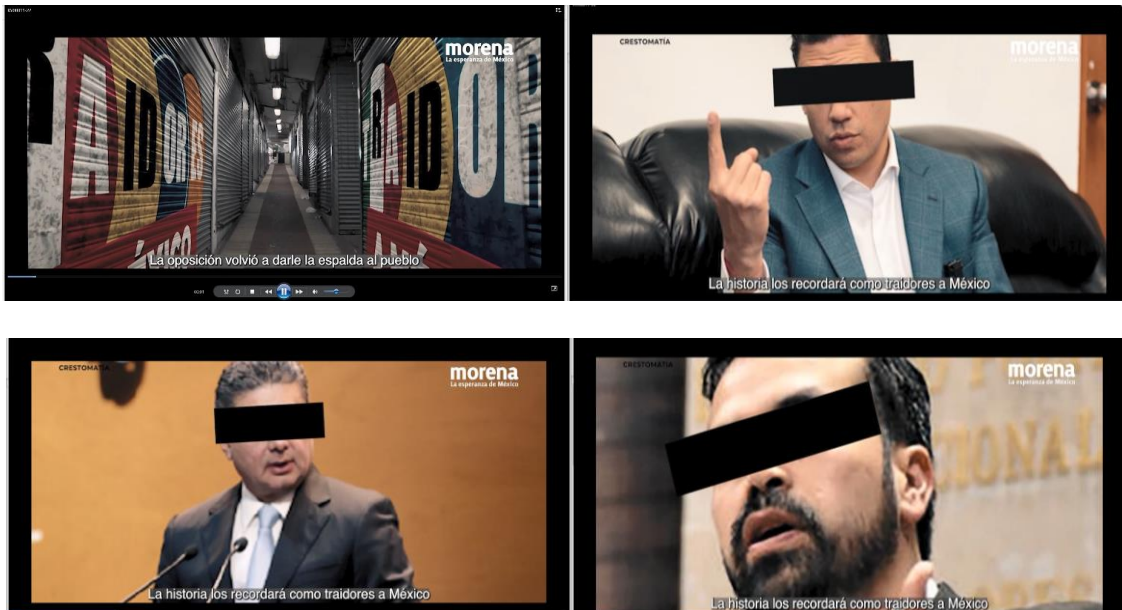 morena
La esperanza de México
TRAIDOR
MÉXICO
La oposición volvió a darle la espalda al pueblo
CRESTOMATÍA
morena
La esperanza de México
La historia los recordará como traidores a México
CRESTOMATÍA
morena
La esperanza de México
La historia los recordará como traidores a México
CRESTOMATÍA
morena
La esperanza de México
La historia los recordará como traidores a México